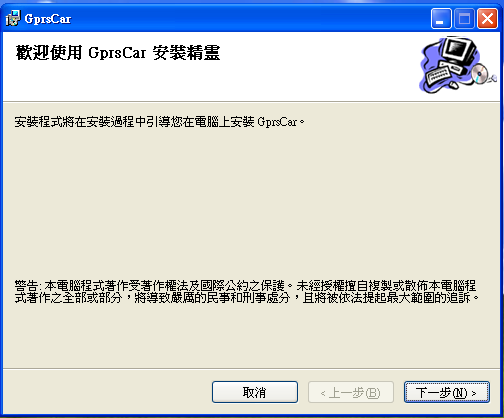 GprsCar
歡迎使用 GprsCar 安裝精靈
安裝程式將在安裝過程中引導您在電腦上安裝 GprsCar。
警告: 本電腦程式著作受著作權法及國際公約之保護。未經授權擅自複製或散佈本電腦程
式著作之全部或部分，將導致嚴厲的民事和刑事處分，且將被依法提起最大範圍的追訴。
取消
< 上一步(B)
下一步(N) >